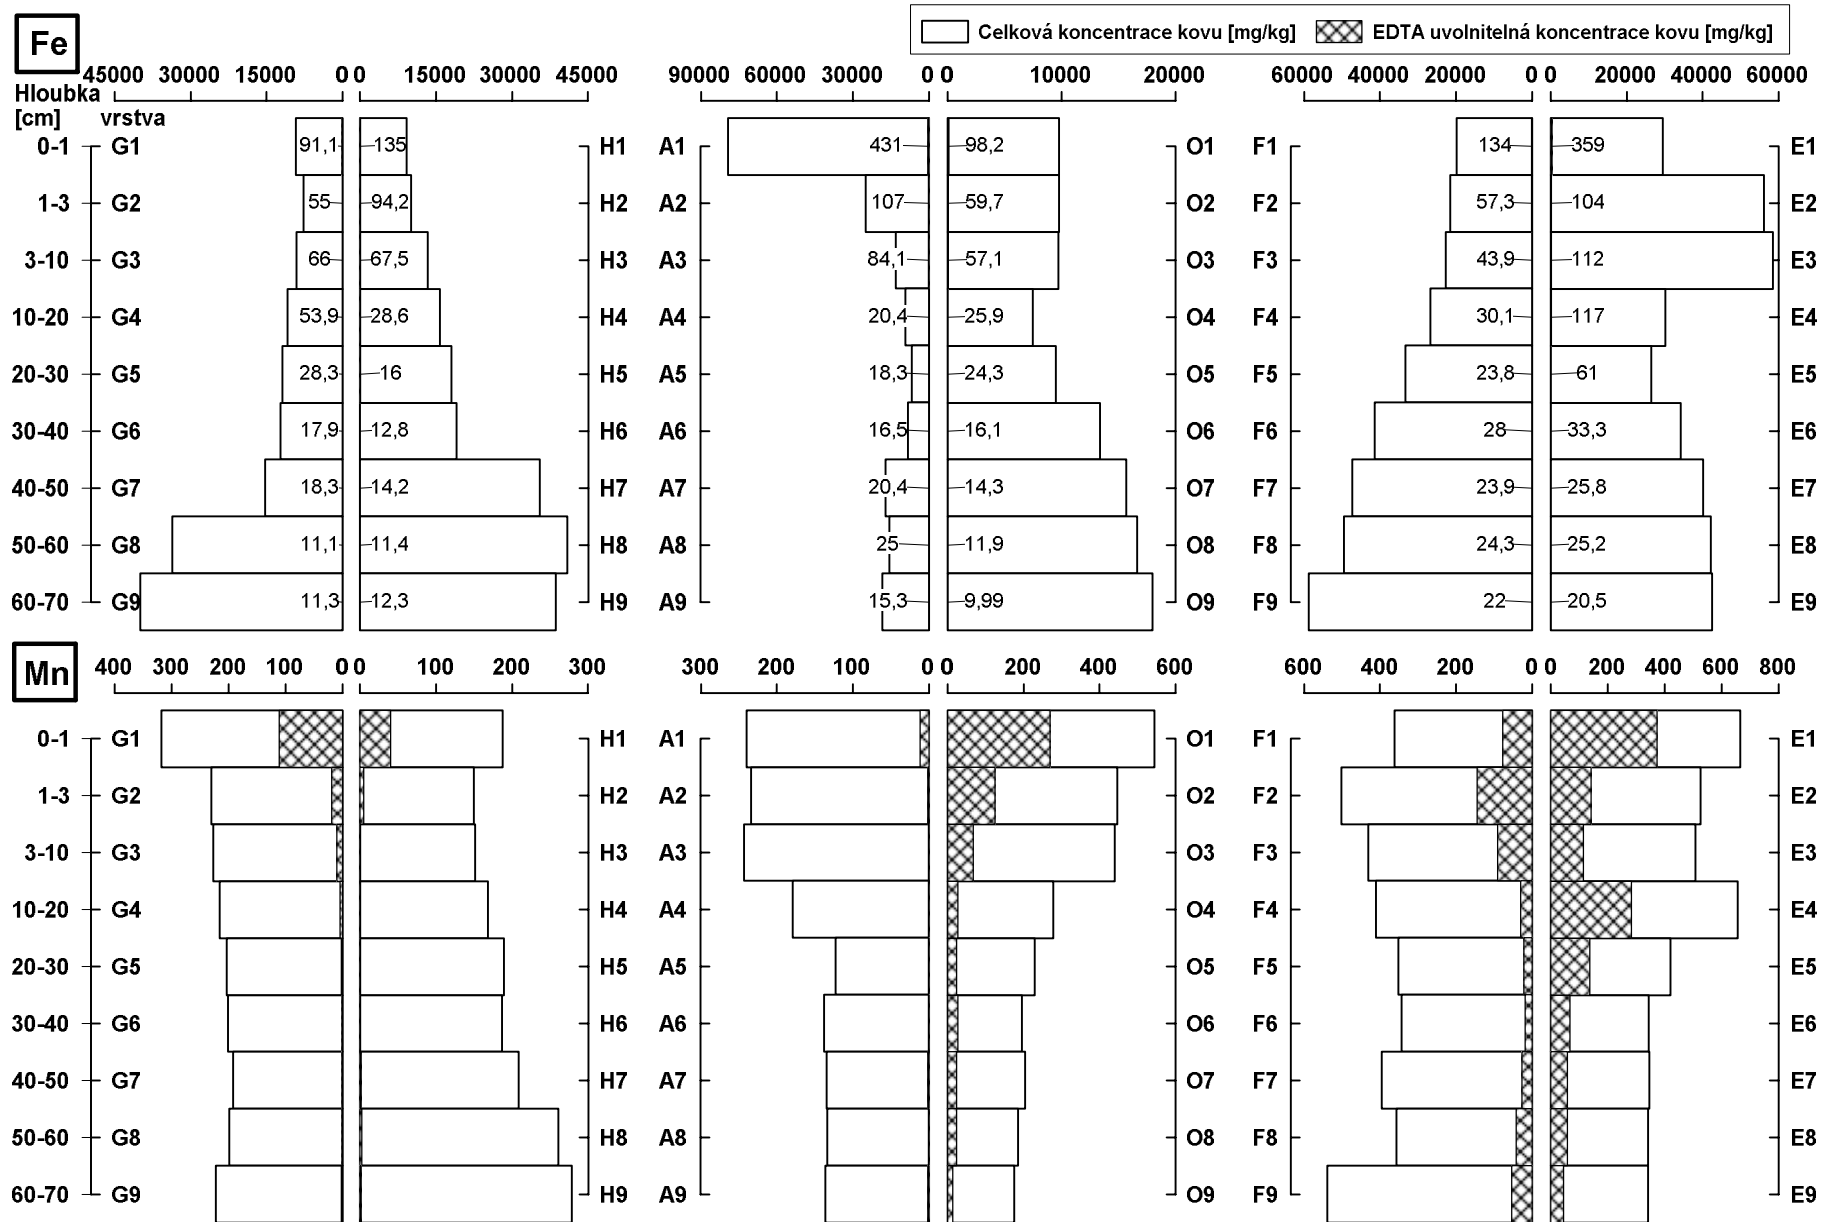 Celková koncentrace kovu [mg/kg] EDTA uvolnitelná koncentrace kovu [mg/kg]
Fe
45000 30000 15000 0 0 15000 30000 45000 90000 60000 30000 0 0 10000 20000 60000 40000 20000 0 0 20000 40000 60000
Hloubka
[cm] vrstva
0-1 G1 91,1 135 H1 A1 431 98,2 O1 F1 134 359 E1
1-3 G2 55 94,2 H2 A2 107 59,7 O2 F2 57,3 104 E2
3-10 G3 66 67,5 H3 A3 84,1 57,1 O3 F3 43,9 112 E3
10-20 G4 53,9 28,6 H4 A4 20,4 25,9 O4 F4 30,1 117 E4
20-30 G5 28,3 16 H5 A5 18,3 24,3 O5 F5 23,8 61 E5
30-40 G6 17,9 12,8 H6 A6 16,5 16,1 O6 F6 28 33,3 E6
40-50 G7 18,3 14,2 H7 A7 20,4 14,3 O7 F7 23,9 25,8 E7
50-60 G8 11,1 11,4 H8 A8 25 11,9 O8 F8 24,3 25,2 E8
60-70 G9 11,3 12,3 H9 A9 15,3 9,99 O9 F9 22 20,5 E9
Mn
400 300 200 100 0 0 100 200 300 300 200 100 0 0 200 400 600 600 400 200 0 0 200 400 600 800
0-1 G1 H1 A1 O1 F1 E1
1-3 G2 H2 A2 O2 F2 E2
3-10 G3 H3 A3 O3 F3 E3
10-20 G4 H4 A4 O4 F4 E4
20-30 G5 H5 A5 O5 F5 E5
30-40 G6 H6 A6 O6 F6 E6
40-50 G7 H7 A7 O7 F7 E7
50-60 G8 H8 A8 O8 F8 E8
60-70 G9 H9 A9 O9 F9 E9